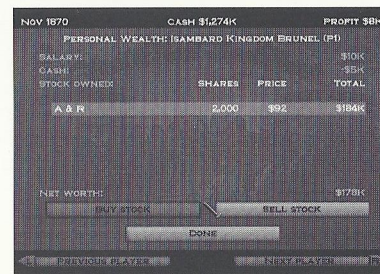 Nov 1870 Cash $1,274K Profit $8K
Personal Wealth: Isambard Kingdom Brunel (P1)
Salary: $10K
Cash: -$5K
Stock Owned: Shares Price Total
A & R 2,000 $92 $184K
Net Worth: $178K
Buy Stock Sell Stock
Done
Previous Player Next Player